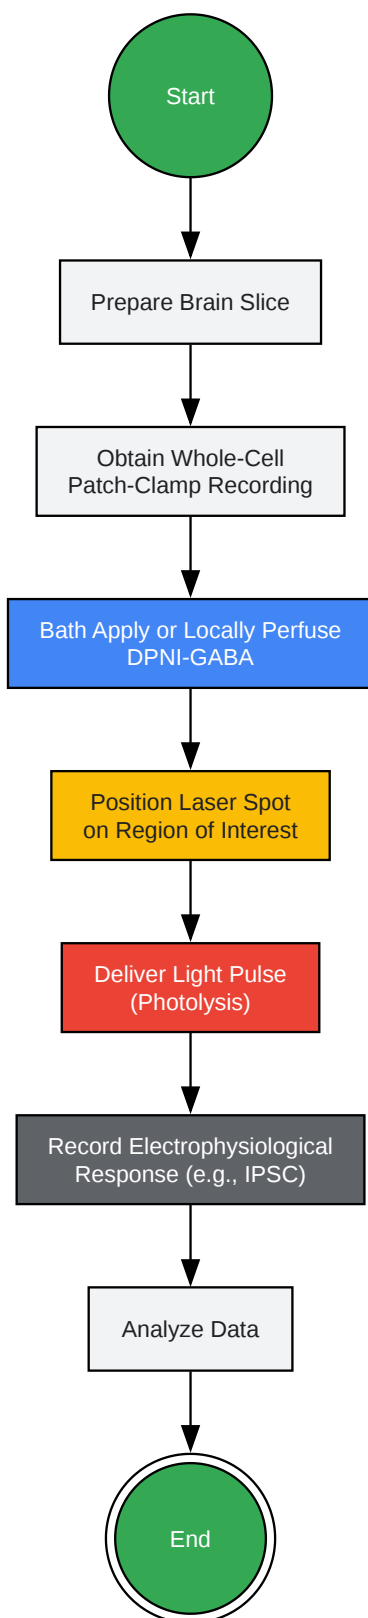 Start
Prepare Brain Slice
Obtain Whole-Cell
Patch-Clamp Recording
Bath Apply or Locally Perfuse
DPNI-GABA
Position Laser Spot
on Region of Interest
Deliver Light Pulse
(Photolysis)
Record Electrophysiological
Response (e.g., IPSC)
Analyze Data
End